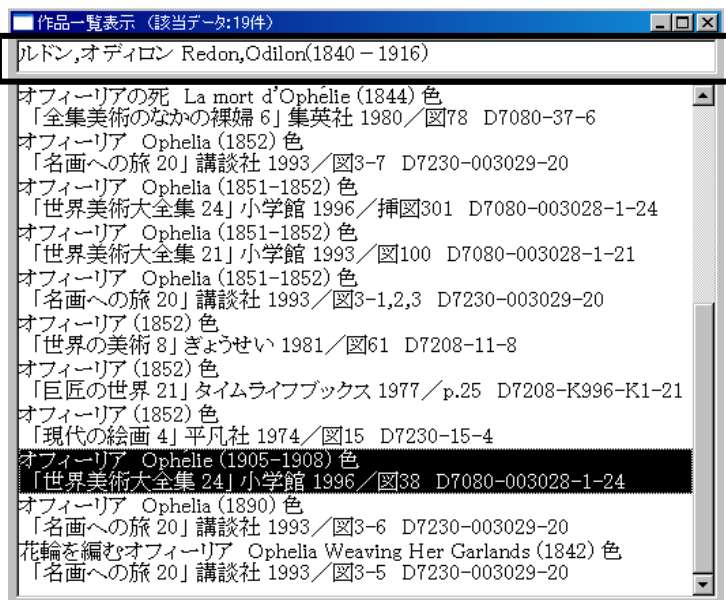 作品一覧表示 (該当データ:19件)
ルドン,オディロン Redon,Odilon(1840－1916)
オフィーリアの死 La mort d'Ophélie (1844) 色
「全集美術のなかの裸婦 6」 集英社 1980／図78 D7080-37-6
オフィーリア Ophelia (1852) 色
「名画への旅 20」 講談社 1993／図3-7 D7230-003029-20
オフィーリア Ophelia (1851-1852) 色
「世界美術大全集 24」 小学館 1996／挿図301 D7080-003028-1-24
オフィーリア Ophelia (1851-1852) 色
「世界美術大全集 21」 小学館 1993／図100 D7080-003028-1-21
オフィーリア Ophelia (1851-1852) 色
「名画への旅 20」 講談社 1993／図3-1,2,3 D7230-003029-20
オフィーリア (1852) 色
「世界の美術 8」 ぎょうせい 1981／図61 D7208-11-8
オフィーリア (1852) 色
「巨匠の世界 21」 タイムライフブックス 1977／p.25 D7208-K996-K1-21
オフィーリア (1852) 色
「現代の絵画 4」 平凡社 1974／図15 D7230-15-4
オフィーリア Ophélie (1905-1908) 色
「世界美術大全集 24」 小学館 1996／図38 D7080-003028-1-24
オフィーリア Ophelia (1890) 色
「名画への旅 20」 講談社 1993／図3-6 D7230-003029-20
花輪を編むオフィーリア Ophelia Weaving Her Garlands (1842) 色
「名画への旅 20」 講談社 1993／図3-5 D7230-003029-20